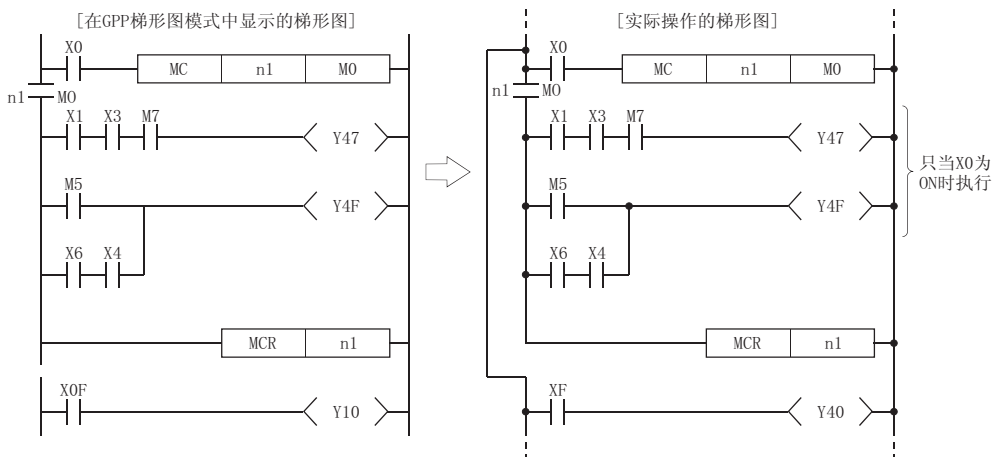 [在GPP梯形图模式中显示的梯形图]
X0
MC n1 M0
n1 M0
X1 X3 M7
Y47
M5
Y4F
X6 X4
MCR n1
X0F
Y10
[实际操作的梯形图]
X0
MC n1 M0
n1 M0
X1 X3 M7
Y47
M5
Y4F
X6 X4
MCR n1
XF
Y40
只当X0为
ON时执行